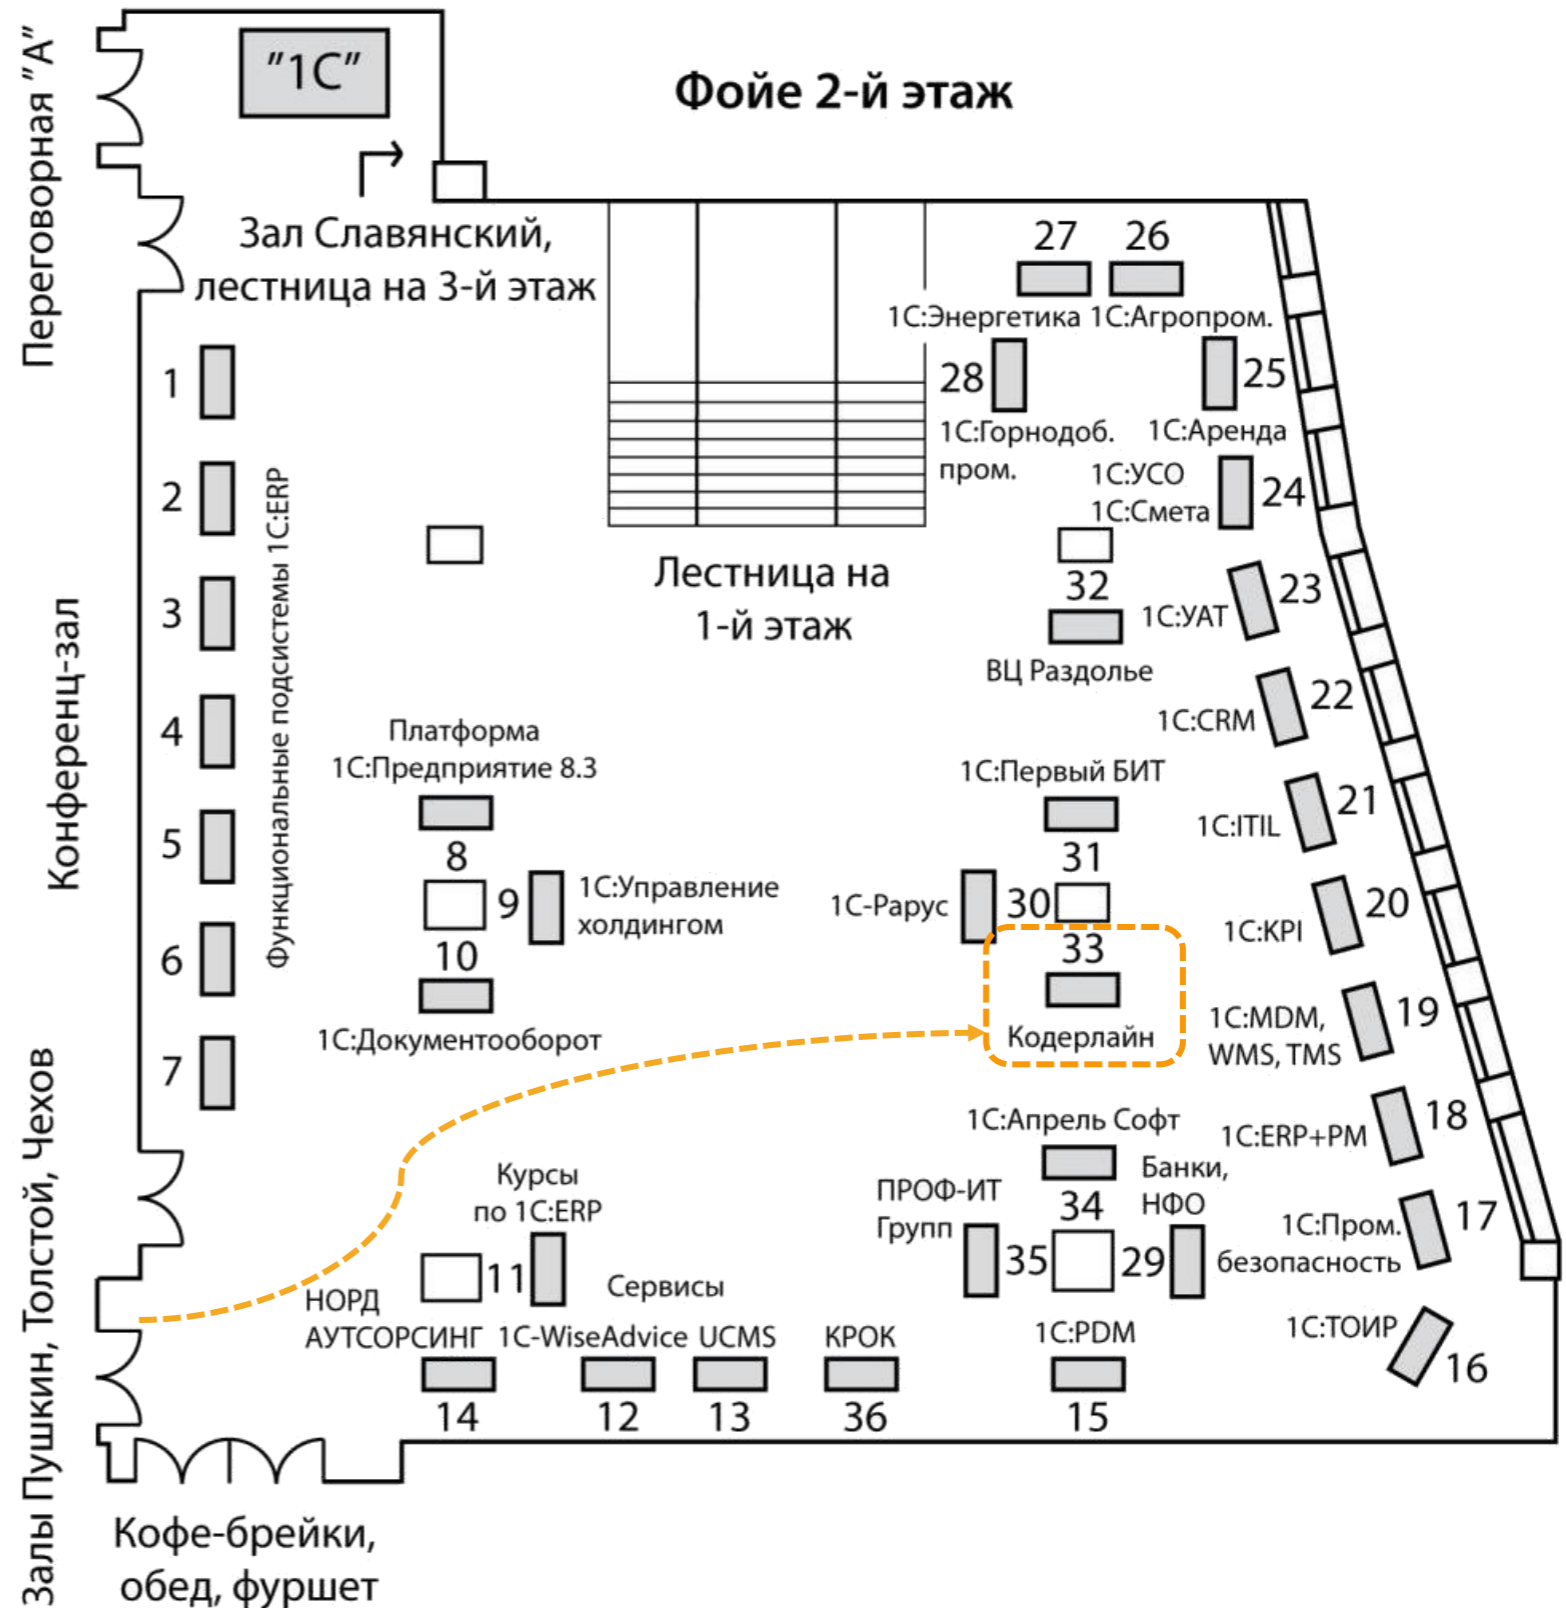 Переговорная "А"
"1С"
Фойе 2-й этаж
Зал Славянский,
лестница на 3-й этаж
27
26
1С:Энергетика
1С:Агропром.
28
25
1С:Горнодоб.
пром.
1С:Аренда
1С:УСО
1С:Смета
24
1
2
3
4
5
6
7
Функциональные подсистемы 1С:ERP
Конференц-зал
Лестница на
1-й этаж
32
ВЦ Раздолье
23
1С:УАТ
22
1С:CRM
Платформа
1С:Предприятие 8.3
8
9
1С:Управление
холдингом
10
1С:Документооборот
1С:Первый БИТ
31
1С-Рарус
30
33
Кодерлайн
21
1С:ITIL
20
1С:KPI
19
1С:MDM,
WMS, TMS
18
1С:ERP+PM
17
1С:Пром.
безопасность
1С:ТОИР
16
1С:Апрель Софт
34
Банки,
НФО
29
ПРОФ-ИТ
Групп
35
1С:PDM
15
Курсы
по 1С:ERP
11
Сервисы
НОРД
АУТСОРСИНГ
14
1С-WiseAdvice
12
UCMS
13
КРОК
36
Залы Пушкин, Толстой, Чехов
Кофе-брейки,
обед, фуршет